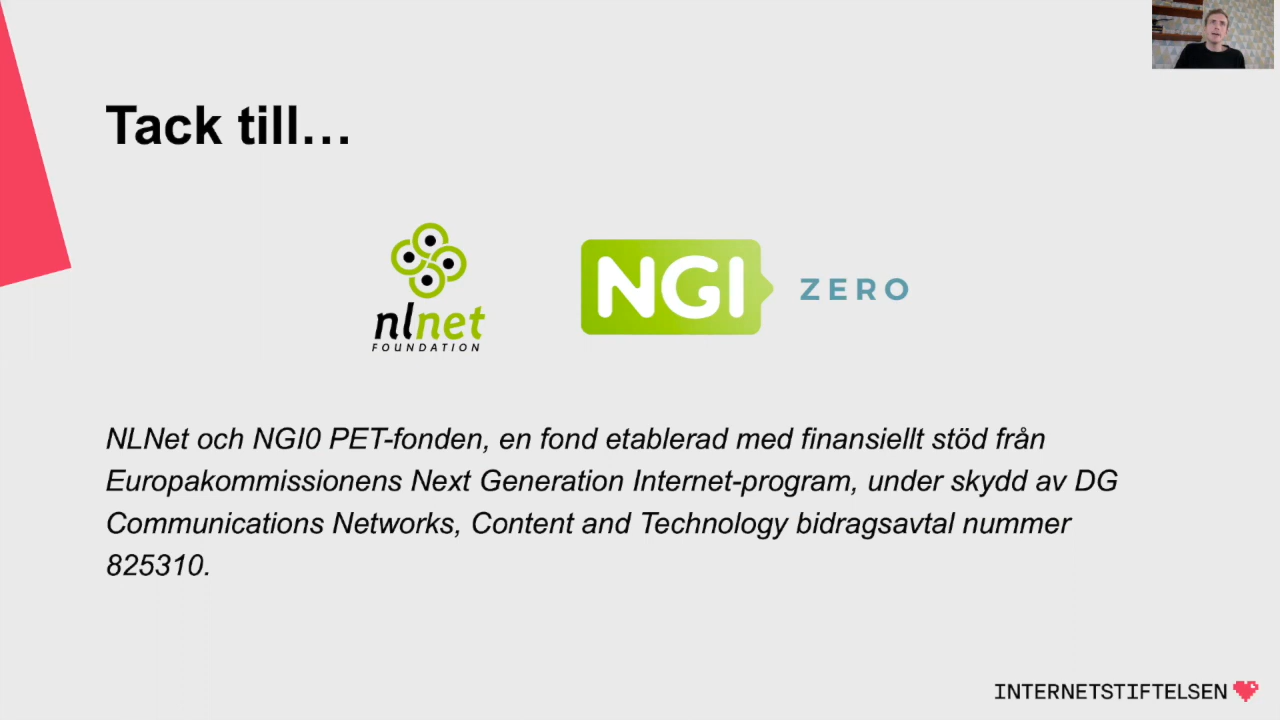 Tack till…
nlnet
FOUNDATION
NGI ZERO
NLNet och NGI0 PET-fonden, en fond etablerad med finansiellt stöd från
Europakommissionens Next Generation Internet-program, under skydd av DG
Communications Networks, Content and Technology bidragsavtal nummer
825310.
INTERNETSTIFTELSEN